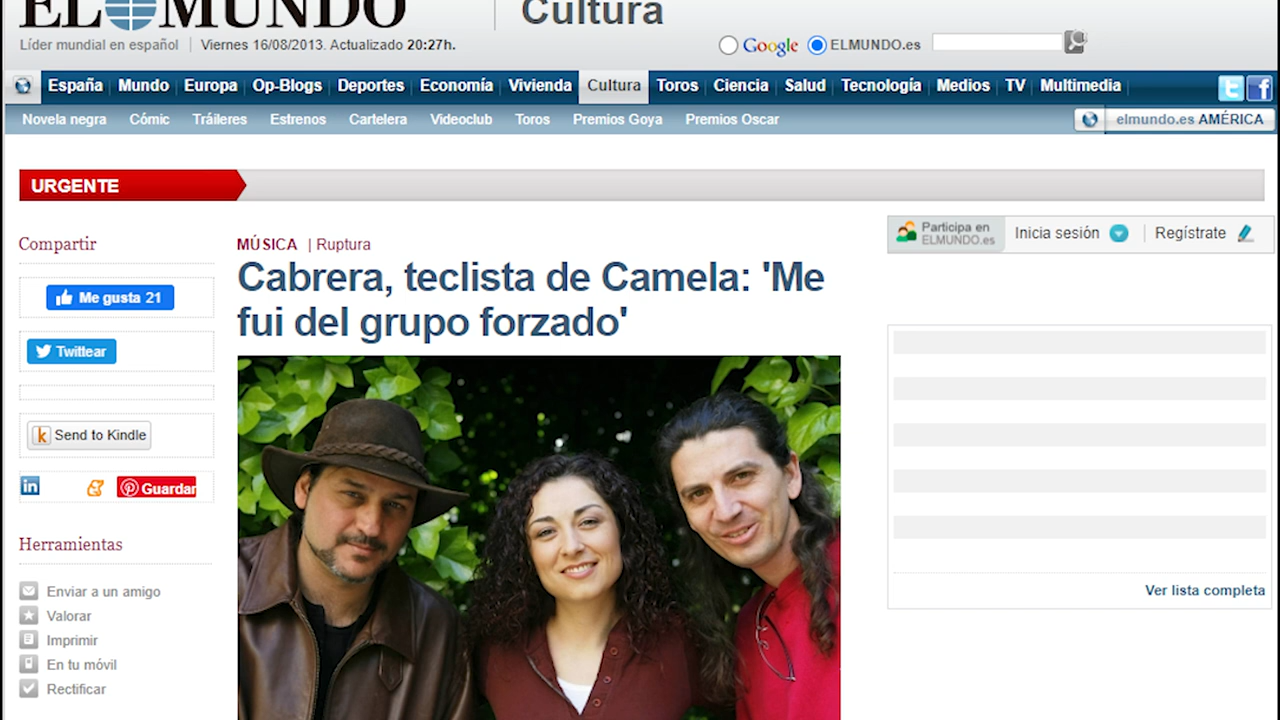 EL MUNDO
Cultura
Líder mundial en español
Viernes 16/08/2013. Actualizado 20:27h.
Google
ELMUNDO.es
España Mundo Europa Op-Blogs Deportes Economía Vivienda Cultura Toros Ciencia Salud Tecnología Medios TV Multimedia
Novela negra Cómic Tráileres Estrenos Cartelera Videoclub Toros Premios Goya Premios Oscar
elmundo.es AMÉRICA
URGENTE
Participa en
ELMUNDO.es
Inicia sesión
Regístrate
Compartir
Me gusta 21
Twittear
Send to Kindle
Guardar
Herramientas
Enviar a un amigo
Valorar
Imprimir
En tu móvil
Rectificar
MÚSICA | Ruptura
Cabrera, teclista de Camela: 'Me
fui del grupo forzado'
Ver lista completa